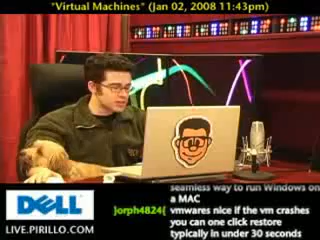 *Virtual Machines* (Jan 02, 2008 11:43pm)
DELL
LIVE.PIRILLO.COM
seamless way to run Windows on
a MAC
jorph4824( vmwares nice if the vm crashes
you can one click restore
typically in under 30 seconds